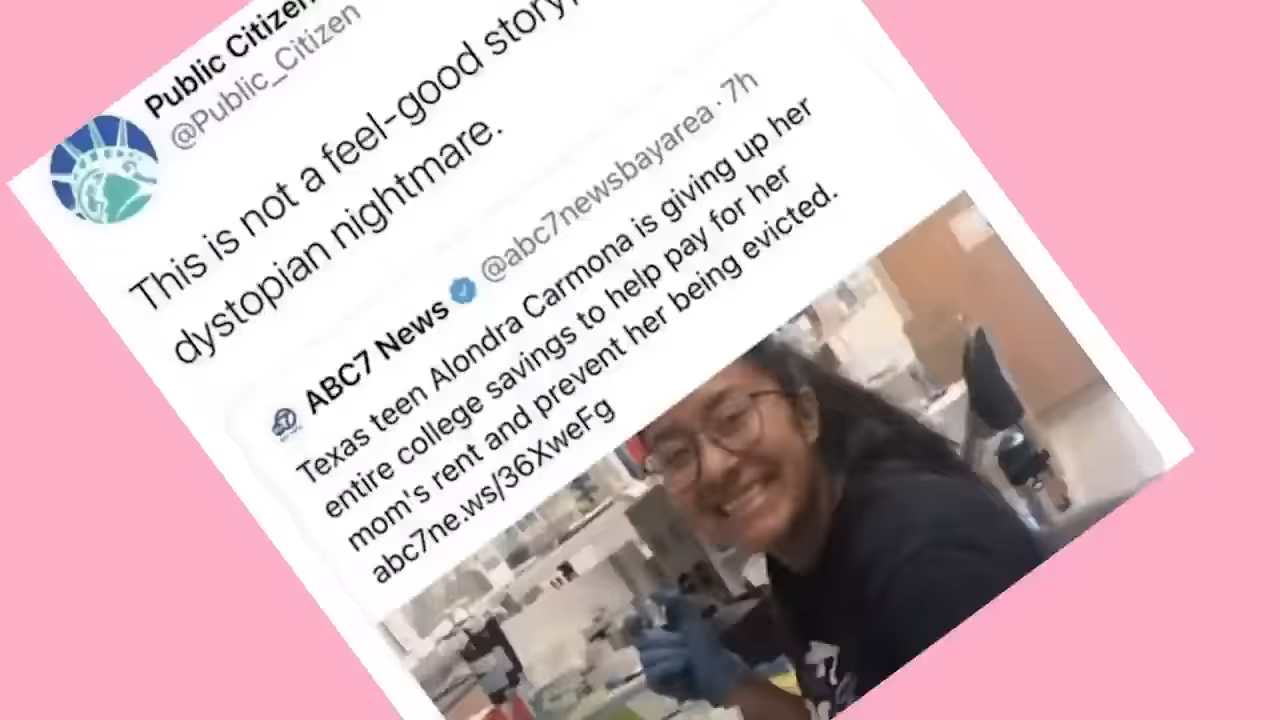 Public Citizen
@Public_Citizen
This is not a feel-good story,
dystopian nightmare.
ABC7 News @abc7newsbayarea · 7h
Texas teen Alondra Carmona is giving up her
entire college savings to help pay for her
mom's rent and prevent her being evicted.
abc7ne.ws/36XweFg